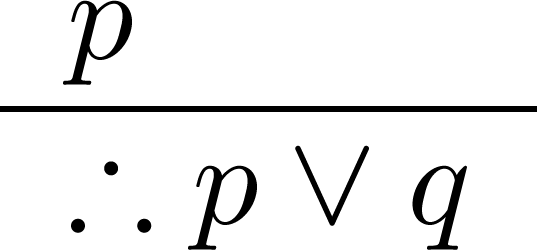 p
∴ p ∨ q